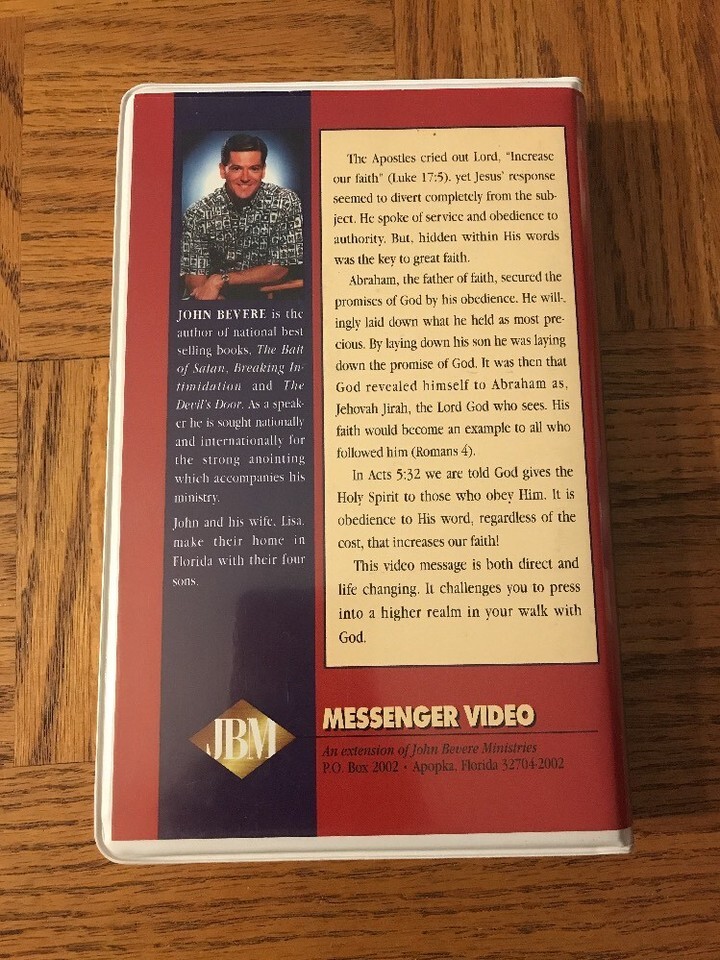 JOHN BEVERE is the
author of national best
selling books, The Bait
of Satan, Breaking In-
timidation and The
Devil's Door. As a speak-
er he is sought nationally
and internationally for
the strong anointing
which accompanies his
ministry.
John and his wife, Lisa,
make their home in
Florida with their four
sons.
The Apostles cried out Lord, "Increase
our faith" (Luke 17:5), yet Jesus' response
seemed to divert completely from the sub-
ject. He spoke of service and obedience to
authority. But, hidden within His words
was the key to great faith.
Abraham, the father of faith, secured the
promises of God by his obedience. He will-
ingly laid down what he held as most pre-
cious. By laying down his son he was laying
down the promise of God. It was then that
God revealed himself to Abraham as,
Jehovah Jirah, the Lord God who sees. His
faith would become an example to all who
followed him (Romans 4).
In Acts 5:32 we are told God gives the
Holy Spirit to those who obey Him. It is
obedience to His word, regardless of the
cost, that increases our faith!
This video message is both direct and
life changing. It challenges you to press
into a higher realm in your walk with
God.
JBM
MESSENGER VIDEO
An extension of John Bevere Ministries
P.O. Box 2002 • Apopka, Florida 32704-2002